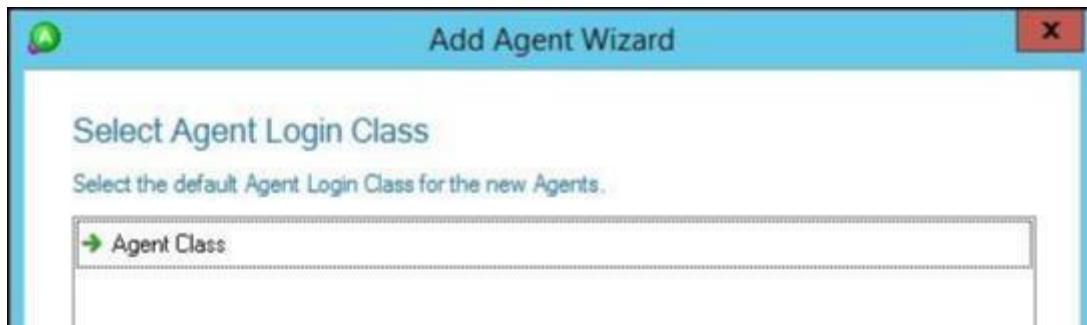 Add Agent Wizard
x
Select Agent Login Class
Select the default Agent Login Class for the new Agents.
Agent Class